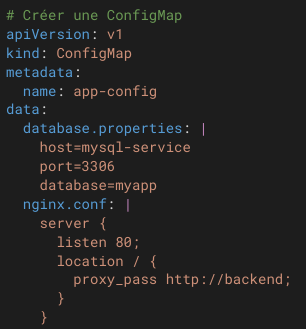 # Créer une ConfigMap
apiVersion: v1
kind: ConfigMap
metadata:
  name: app-config
data:
  database.properties: |
    host=mysql-service
    port=3306
    database=myapp
  nginx.conf: |
    server {
      listen 80;
      location / {
        proxy_pass http://backend;
      }
    }